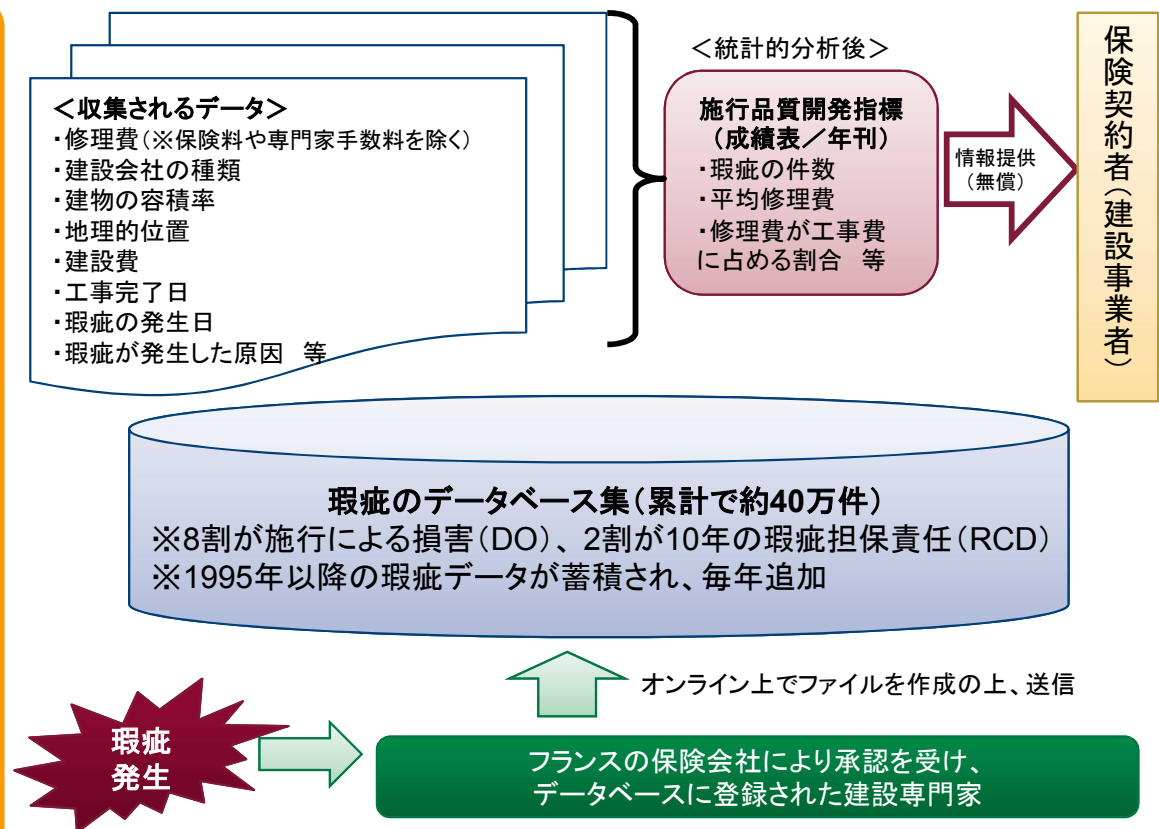 ＜収集されるデータ＞
・修理費（※保険料や専門家手数料を除く）
・建設会社の種類
・建物の容積率
・地理的位置
・建設費
・工事完了日
・瑕疵の発生日
・瑕疵が発生した原因　等
＜統計的分析後＞
施行品質開発指標
（成績表／年刊）
・瑕疵の件数
・平均修理費
・修理費が工事費
に占める割合　等
情報提供
（無償）
保険契約者（建設事業者）
瑕疵のデータベース集（累計で約40万件）
※8割が施行による損害（DO）、2割が10年の瑕疵担保責任（RCD）
※1995年以降の瑕疵データが蓄積され、毎年追加
オンライン上でファイルを作成の上、送信
瑕疵
発生
フランスの保険会社により承認を受け、
データベースに登録された建設専門家